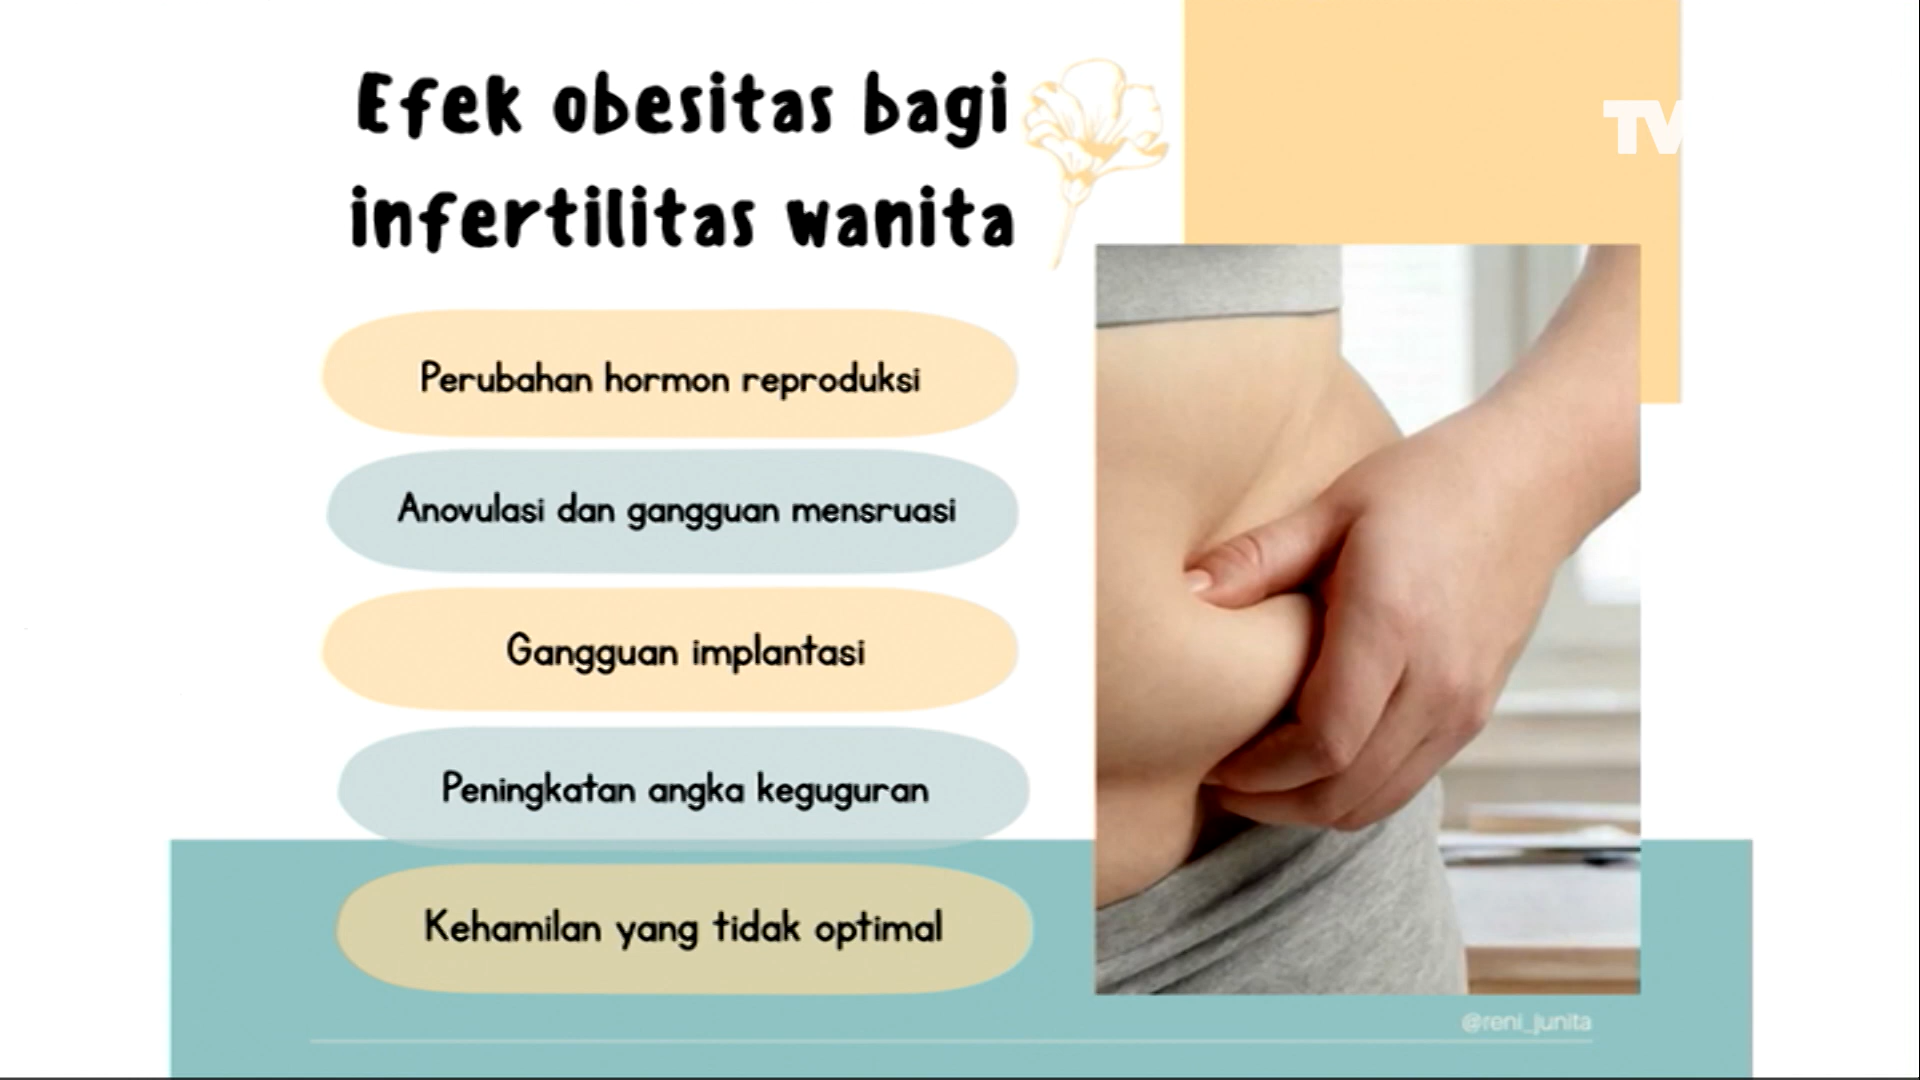 Efek obesitas bagi
infertilitas wanita
TV
Perubahan hormon reproduksi
Anovulasi dan gangguan mensruasi
Gangguan implantasi
Peningkatan angka keguguran
Kehamilan yang tidak optimal
@reni_junita